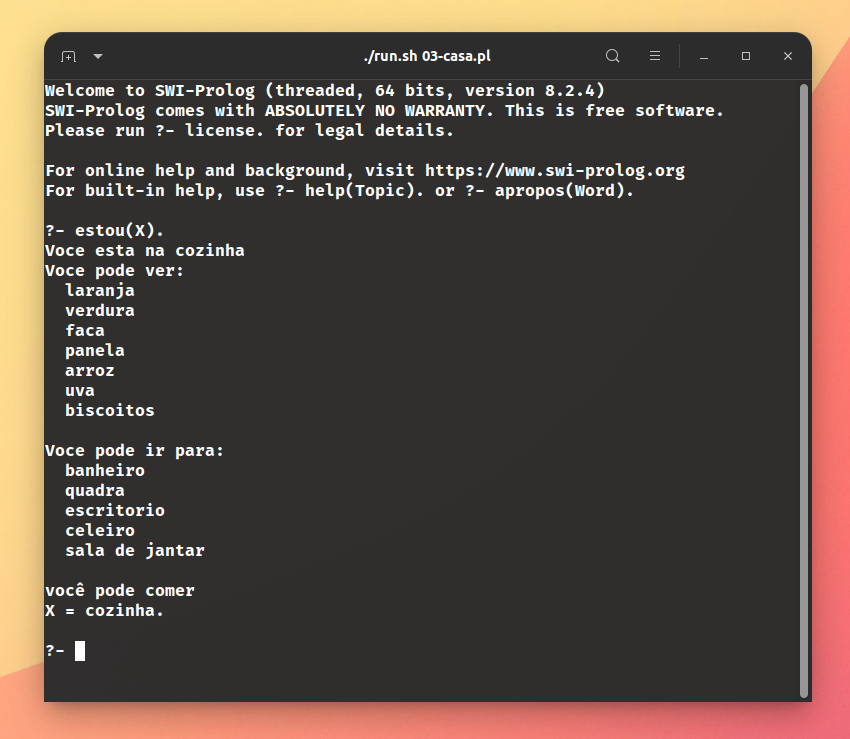 ./run.sh 03-casa.pl
Welcome to SWI-Prolog (threaded, 64 bits, version 8.2.4)
SWI-Prolog comes with ABSOLUTELY NO WARRANTY. This is free software.
Please run ?- license. for legal details.
For online help and background, visit https://www.swi-prolog.org
For built-in help, use ?- help(Topic). or ?- apropos(Word).
?- estou(X).
Voce esta na cozinha
Voce pode ver:
laranja
verdura
faca
panela
arroz
uva
biscoitos
Voce pode ir para:
banheiro
quadra
escritorio
celeiro
sala de jantar
você pode comer
X = cozinha.
?-